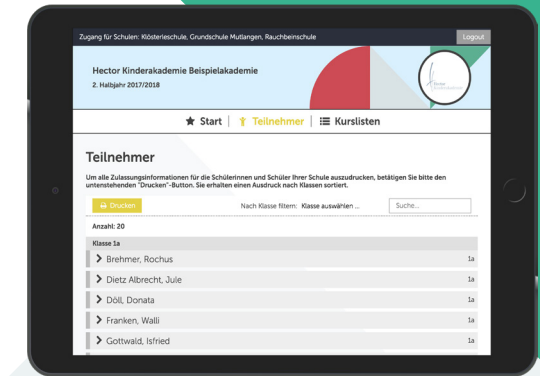 Zugang für Schulen: Klösterleschule, Grundschule Mutlangen, Rauchbeinschule
Logout
Hector Kinderakademie Beispielakademie
2. Halbjahr 2017/2018
Start | Teilnehmer | Kurslisten
Teilnehmer
Um alle Zulassungsinformationen für die Schülerinnen und Schüler Ihrer Schule auszudrucken, betätigen Sie bitte den
untenstehenden "Drucken"-Button. Sie erhalten einen Ausdruck nach Klassen sortiert.
Drucken
Nach Klasse filtern: Klasse auswählen ...
Suche...
Anzahl: 20
Klasse 1a
Brehmer, Rochus 1a
Dietz Albrecht, Jule 1a
Döll, Donata 1a
Franken, Walli 1a
Gottwald, Isfried 1a